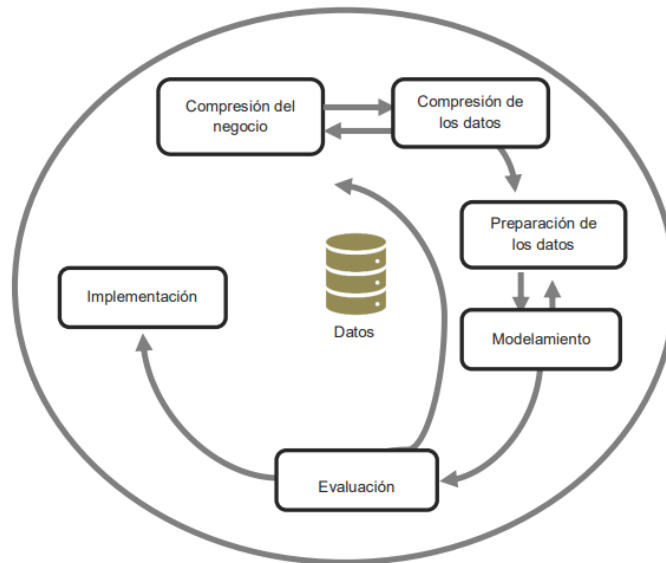 Compresión del
negocio
Compresión de
los datos
Preparación de
los datos
Implementación
Datos
Modelamiento
Evaluación